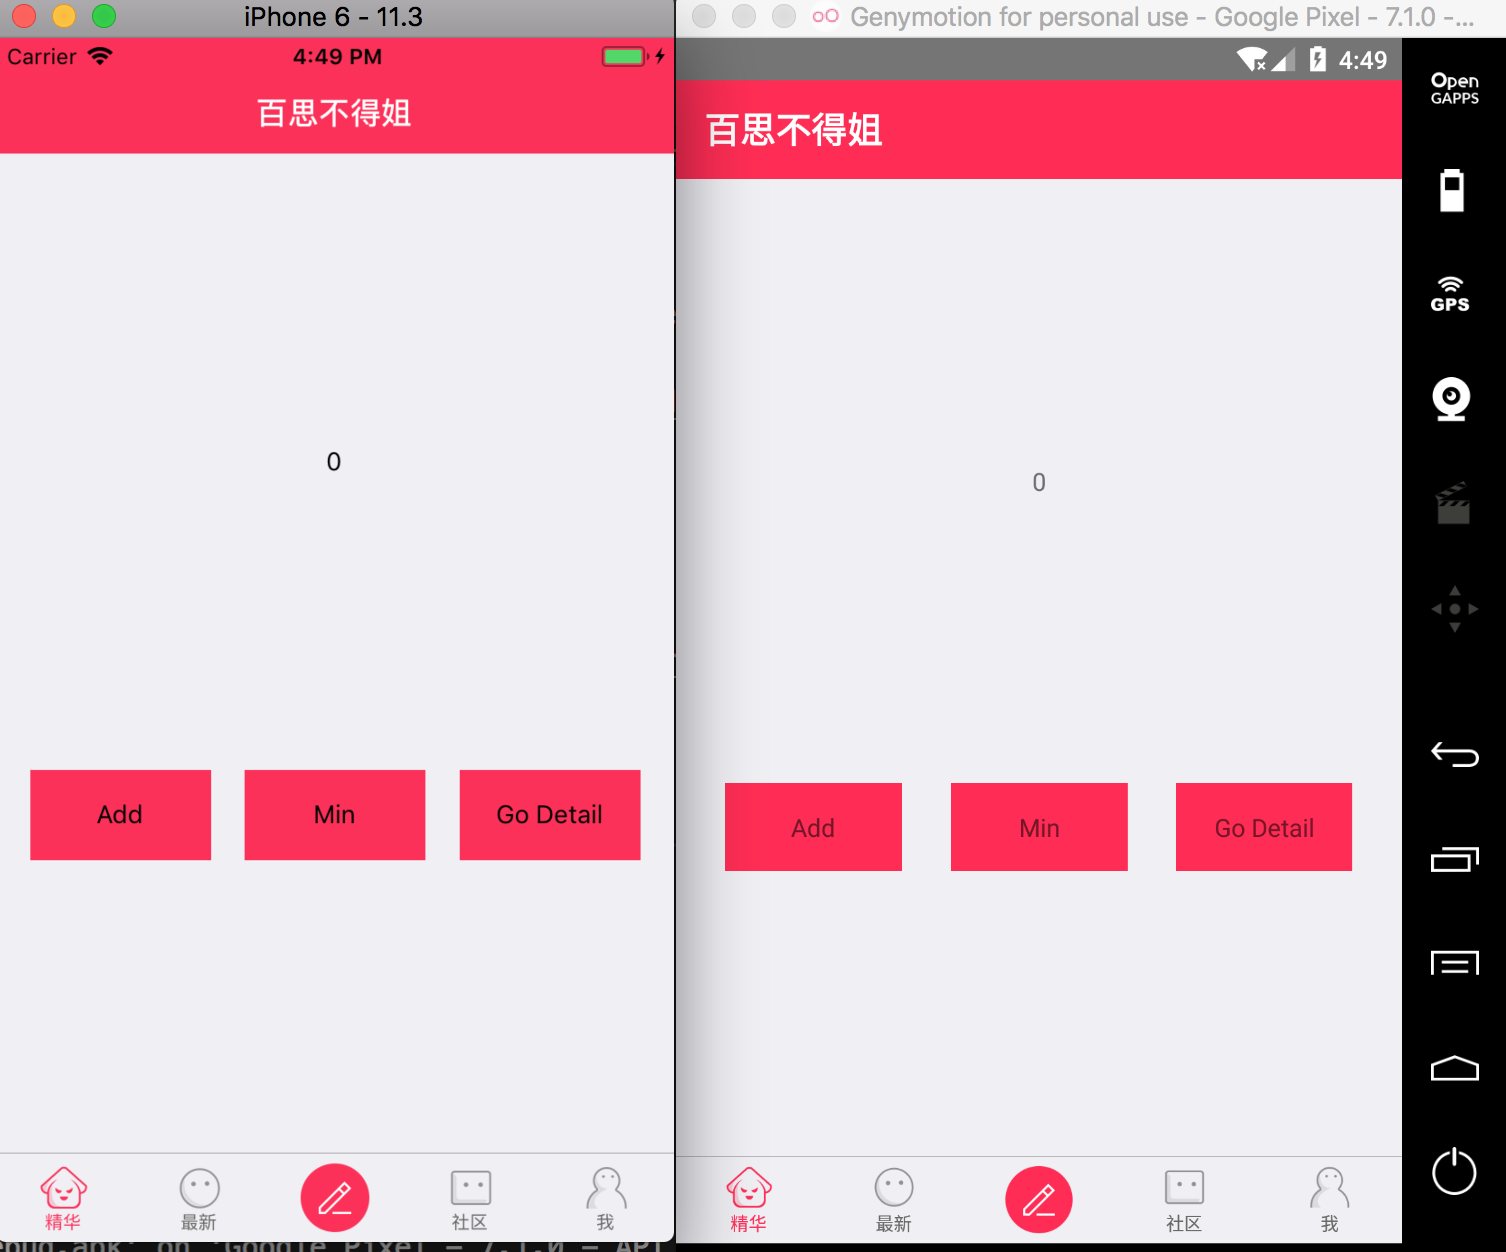 iPhone 6 - 11.3
Carrier 4:49 PM
百思不得姐
0
Add Min Go Detail
精华 最新 社区 我
Genymotion for personal use - Google Pixel - 7.1.0 -...
4:49
百思不得姐
0
Add Min Go Detail
精华 最新 社区 我
Open
GAPPS
GPS
on 'Google Pixel - 7.1.0 - API